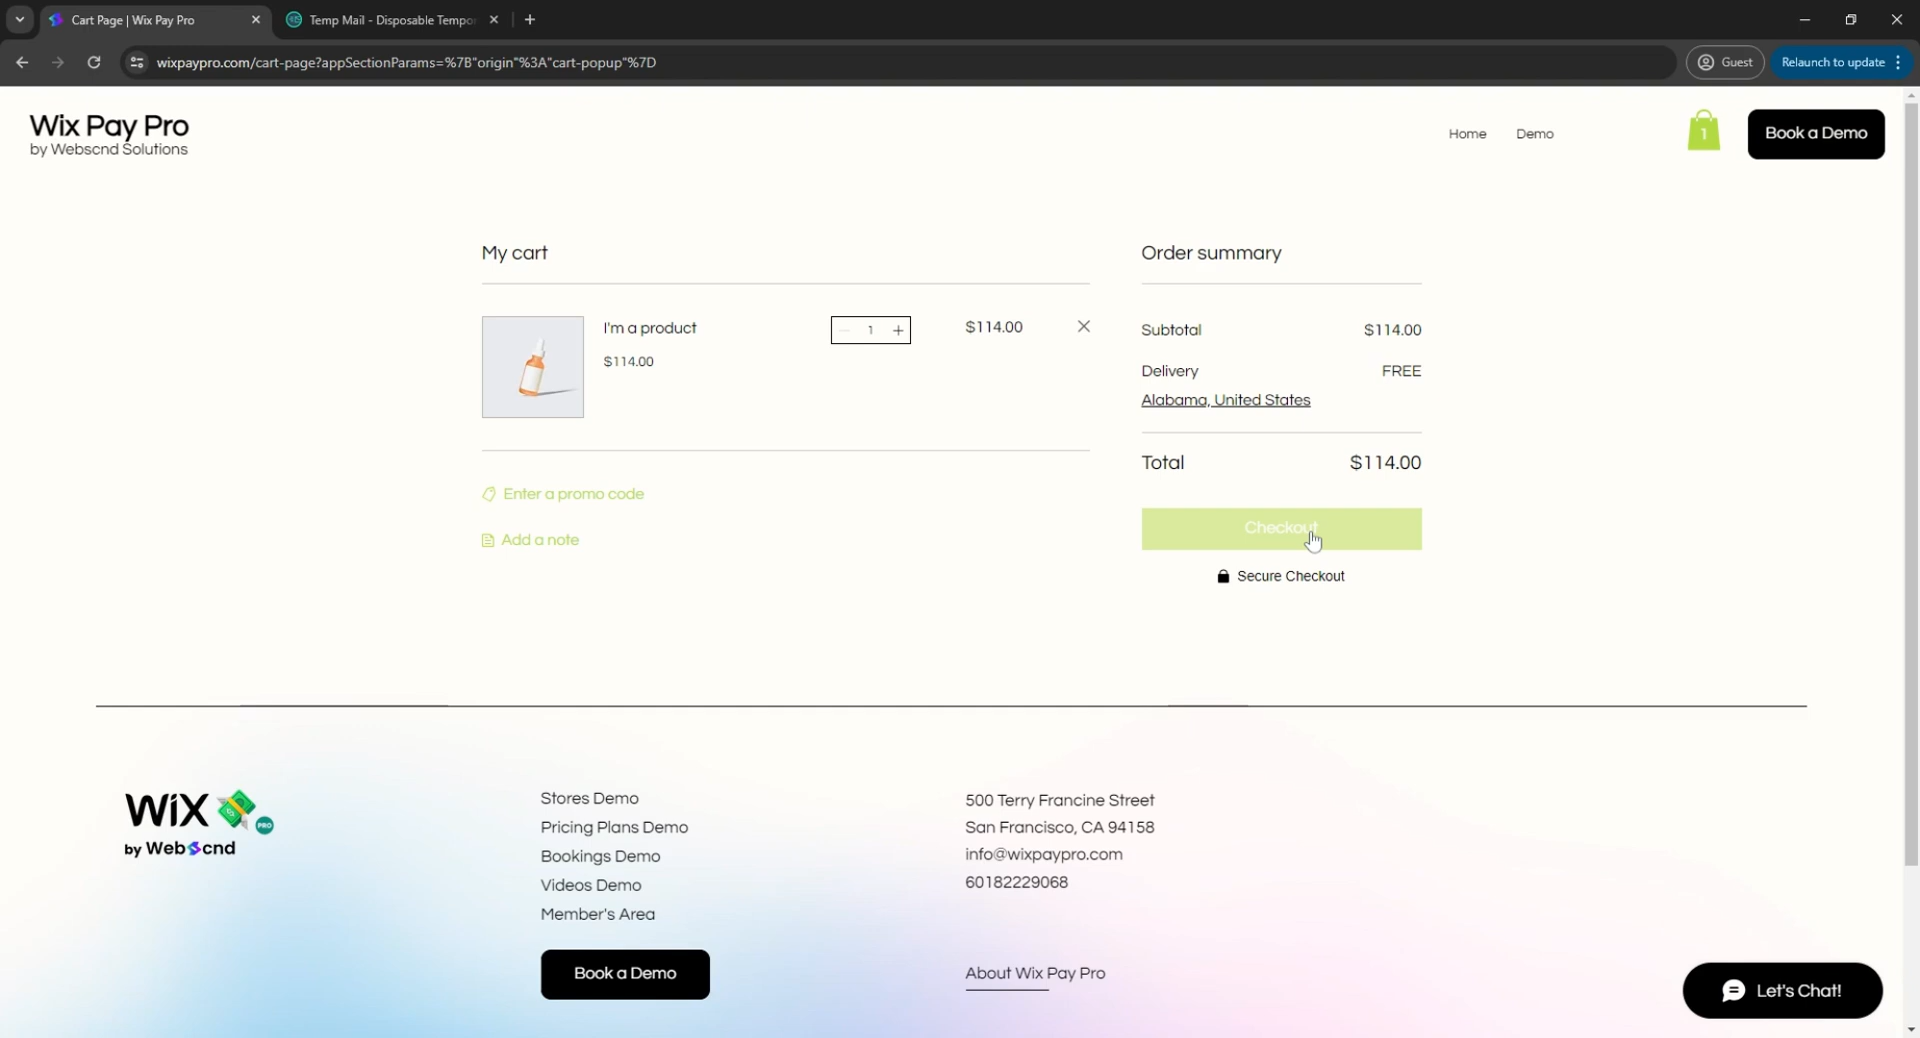 Cart Page | Wix Pay Pro
Temp Mail - Disposable Tempo
wixpaypro.com/cart-page?appSectionParams=%7B"origin"%3A"cart-popup"%7D
Guest
Relaunch to update
Wix Pay Pro
by Webscnd Solutions
Home
Demo
1
Book a Demo
My cart
Order summary
I'm a product
1
$114.00
$114.00
Subtotal
$114.00
Delivery
FREE
Alabama, United States
Total
$114.00
Enter a promo code
Add a note
Checkout
Secure Checkout
WiX
PRO
by Webscnd
Stores Demo
Pricing Plans Demo
Bookings Demo
Videos Demo
Member's Area
Book a Demo
500 Terry Francine Street
San Francisco, CA 94158
info@wixpaypro.com
60182229068
About Wix Pay Pro
Let's Chat!